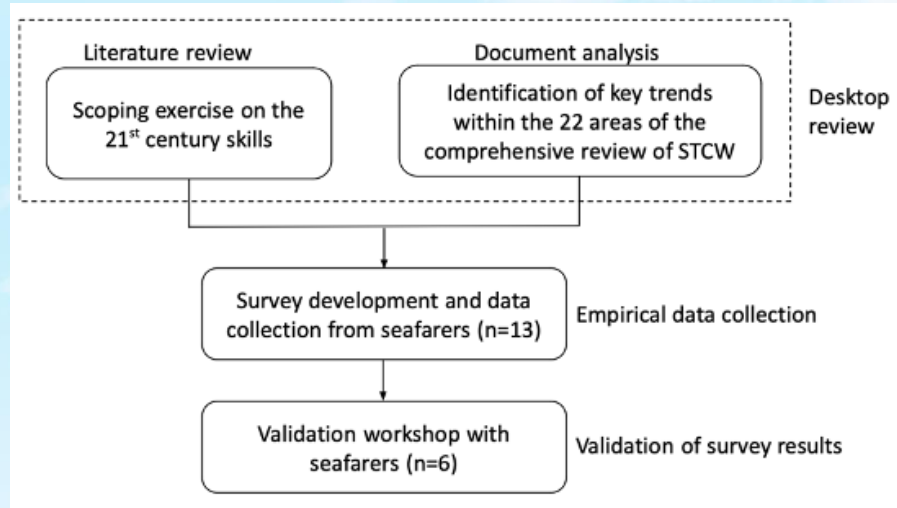 Literature review
Scoping exercise on the
21st century skills
Document analysis
Identification of key trends
within the 22 areas of the
comprehensive review of STCW
Desktop
review
Survey development and data
collection from seafarers (n=13)
Empirical data collection
Validation workshop with
seafarers (n=6)
Validation of survey results